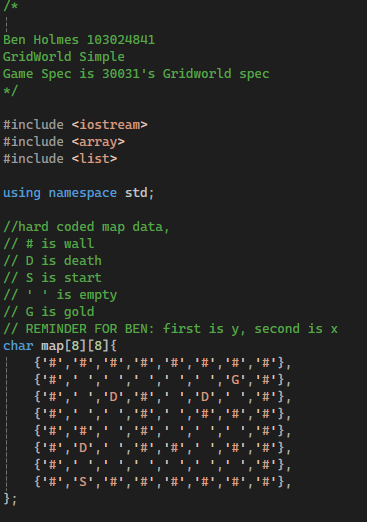 /*
Ben Holmes 103024841
GridWorld Simple
Game Spec is 30031's Gridworld spec
*/
#include <iostream>
#include <array>
#include <list>
using namespace std;
//hard coded map data,
// # is wall
// D is death
// S is start
// ' ' is empty
// G is gold
// REMINDER FOR BEN: first is y, second is x
char map[8][8]{
{'#','#','#','#','#','#','#','#'},
{'#',' ',' ',' ',' ',' ','G','#'},
{'#',' ','D','#',' ','D',' ','#'},
{'#',' ',' ','#',' ','#','#','#'},
{'#','#',' ','#',' ',' ',' ','#'},
{'#','D',' ','#','#',' ','#','#'},
{'#',' ',' ',' ',' ',' ',' ','#'},
{'#','S','#','#','#','#','#','#'},
};